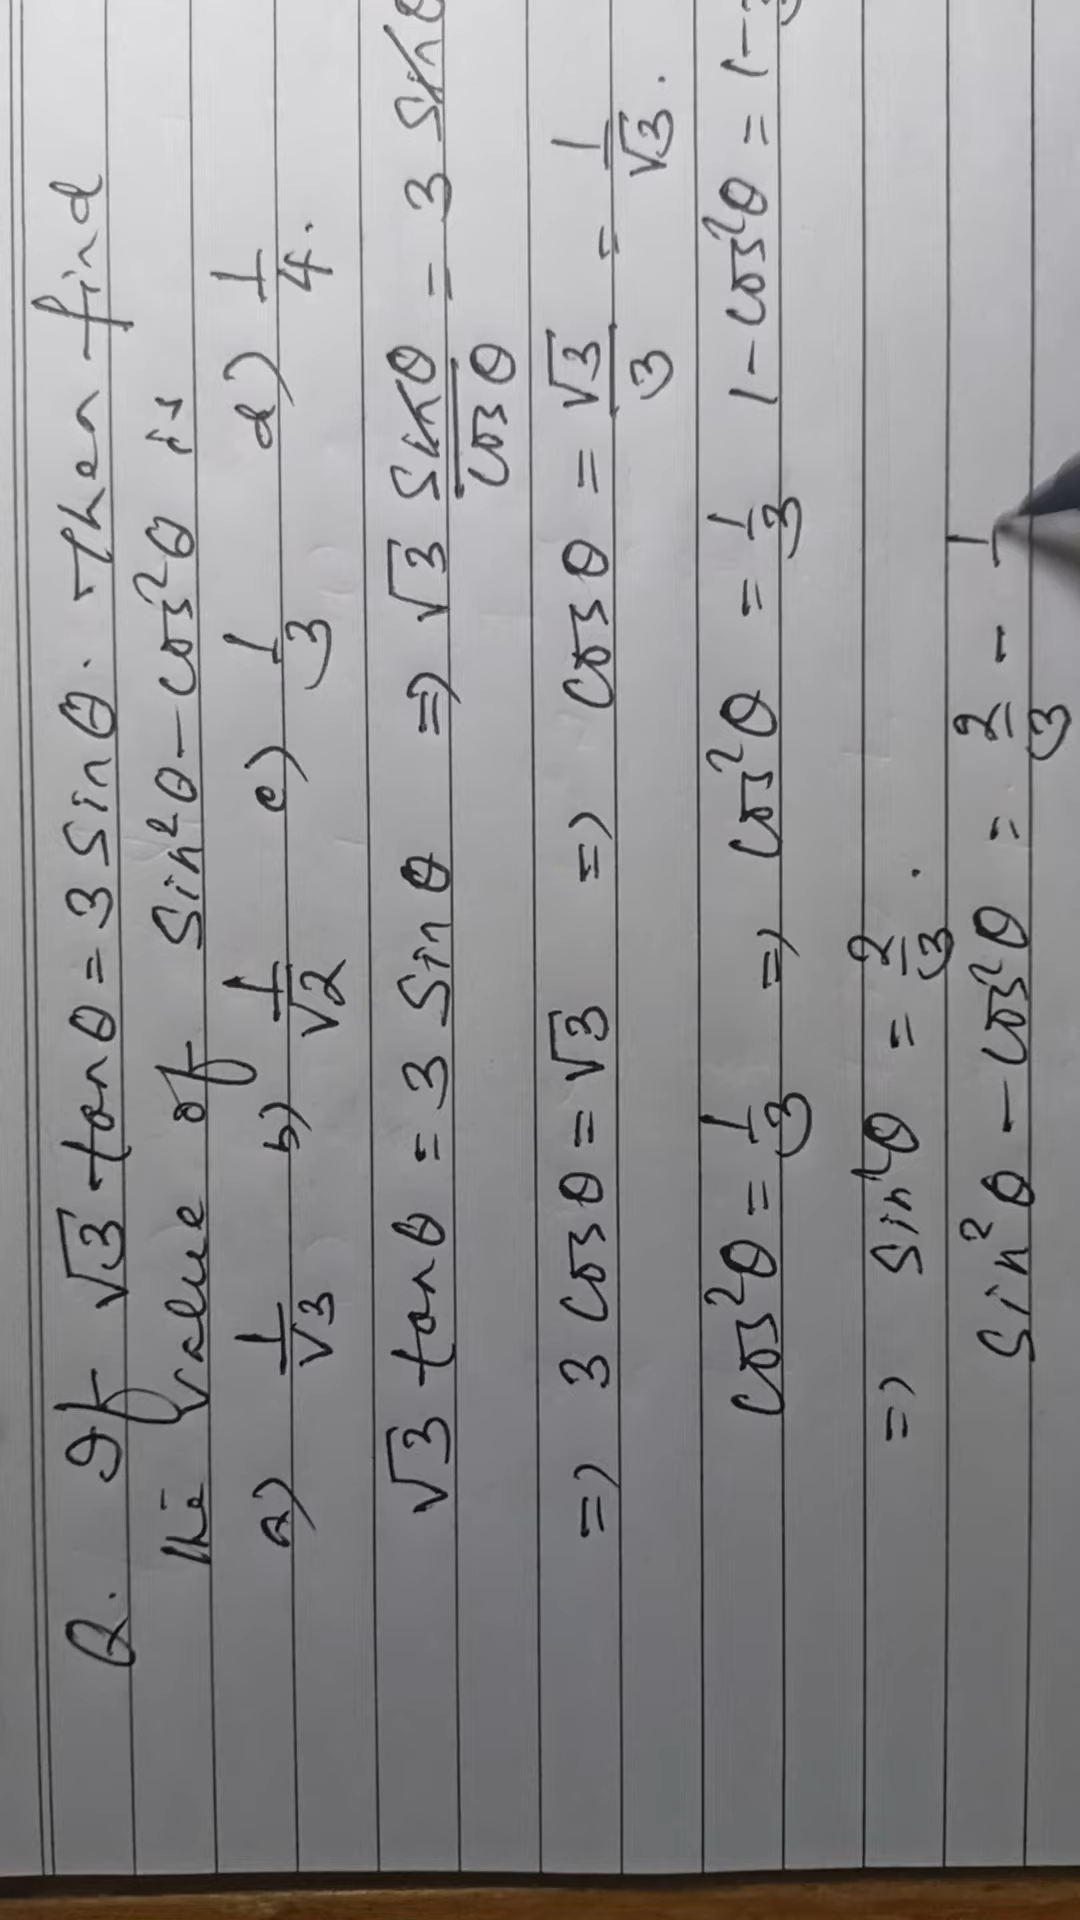 Q. If √3 tanθ = 3 Sinθ. Then find
the value of Sin²θ - cos²θ is
a) 1/√3 b) 1/√2 c) 1/3 d) 1/4.
√3 tanθ = 3 Sinθ => √3 Sinθ/cosθ = 3 Sinθ
=> 3 cosθ = √3 => cosθ = √3/3 = 1/√3.
cos²θ = 1/3 => cos²θ = 1/3 1 - cos²θ = 1 -
=> Sin²θ = 2/3.
Sin²θ - cos²θ = 2/3 - 1